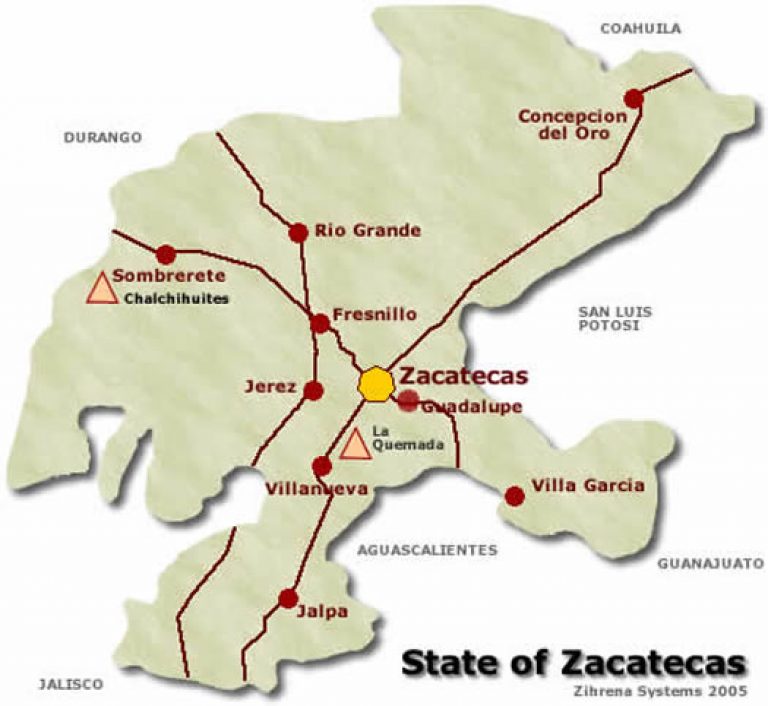 COAHUILA
Concepcion
del Oro
DURANGO
Rio Grande
Sombrerete
Chalchihuites
Fresnillo
SAN LUIS
POTOSI
Zacatecas
Jerez
Guadalupe
La
Quemada
Villanueva
Villa Garcia
AGUASCALIENTES
GUANAJUATO
Jalpa
State of Zacatecas
JALISCO
Zihrena Systems 2005